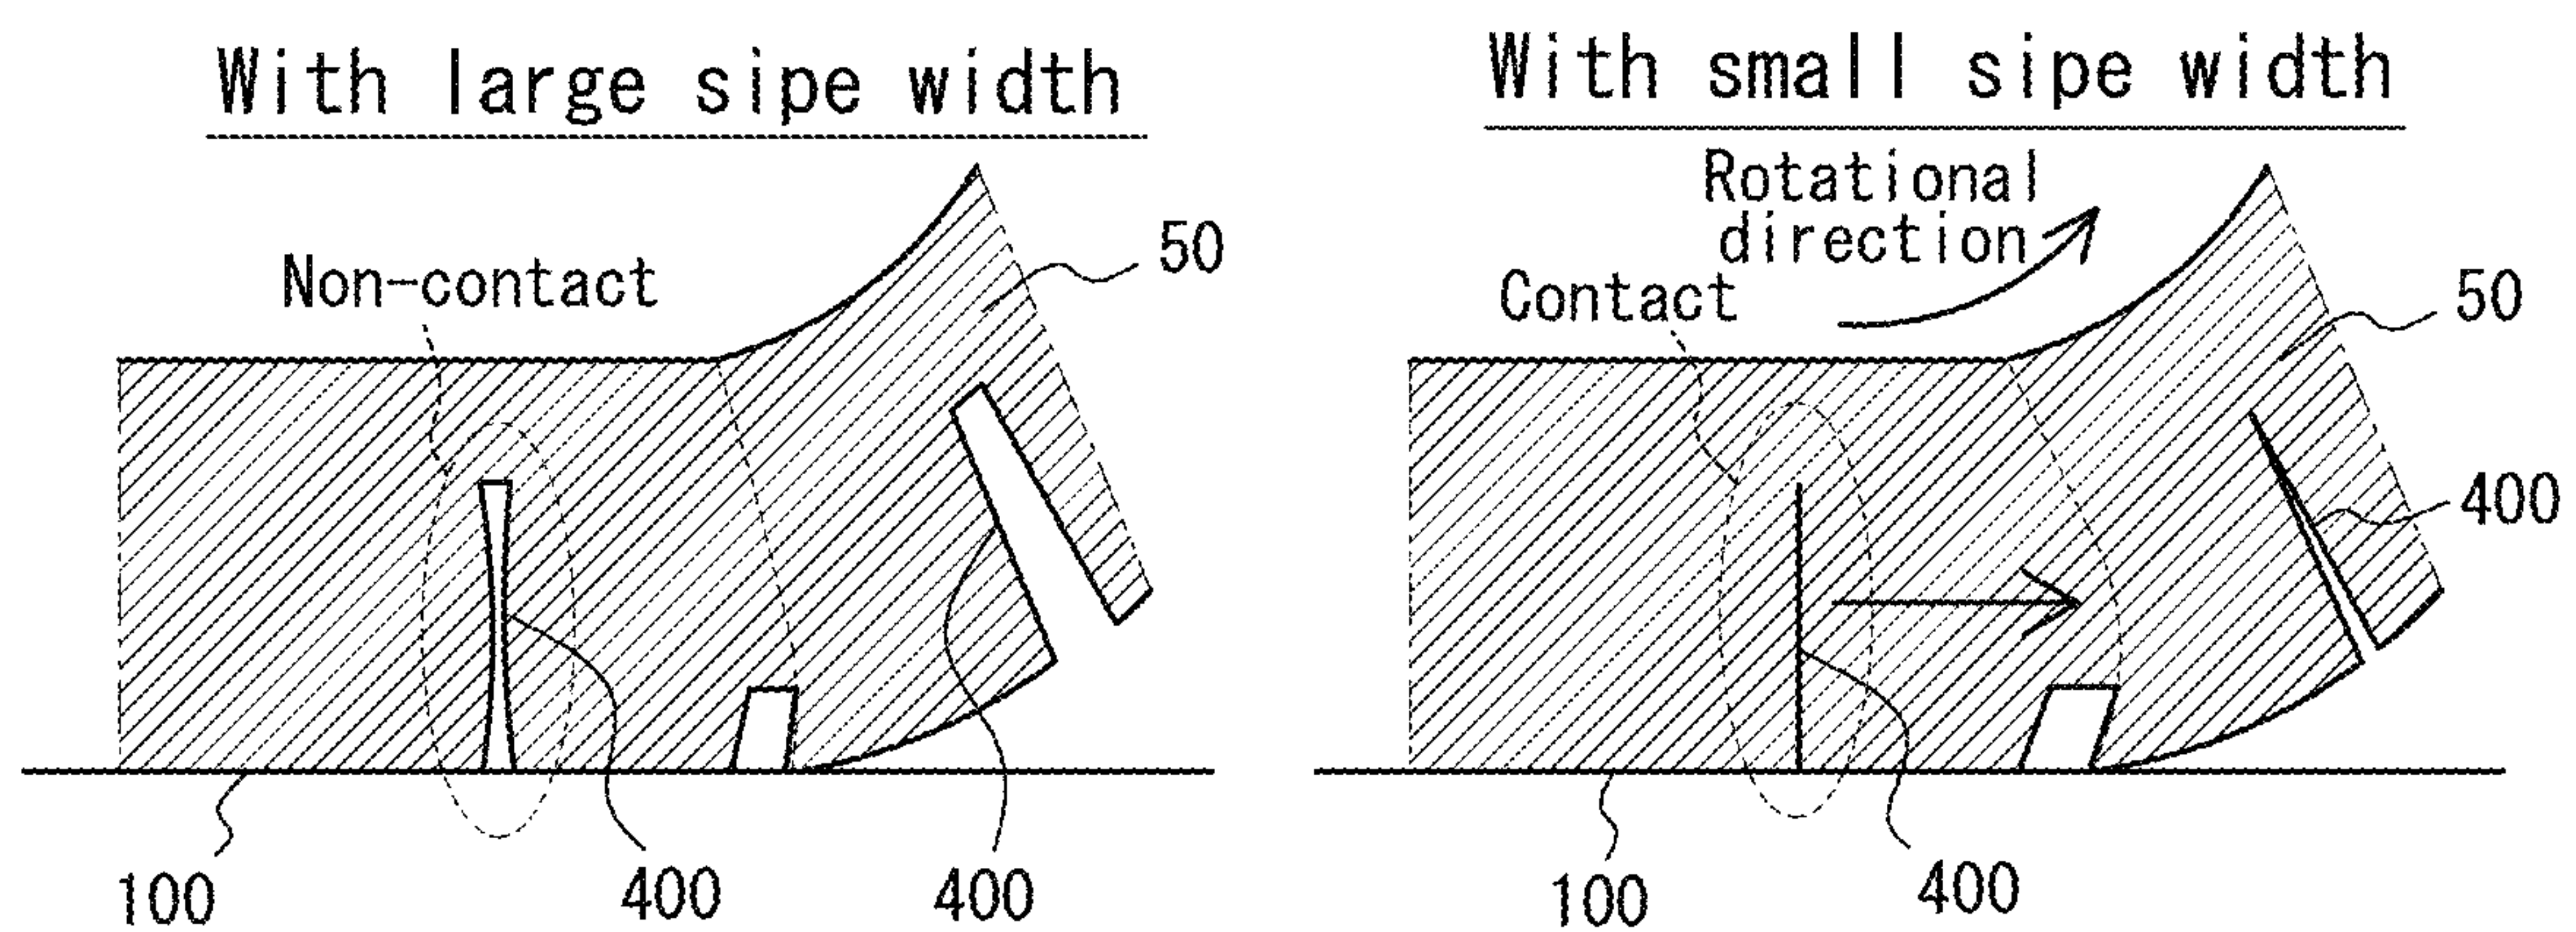 With large sipe width
Non-contact
50
100
400
400
With small sipe width
Rotational
direction
Contact
50
400
100
400